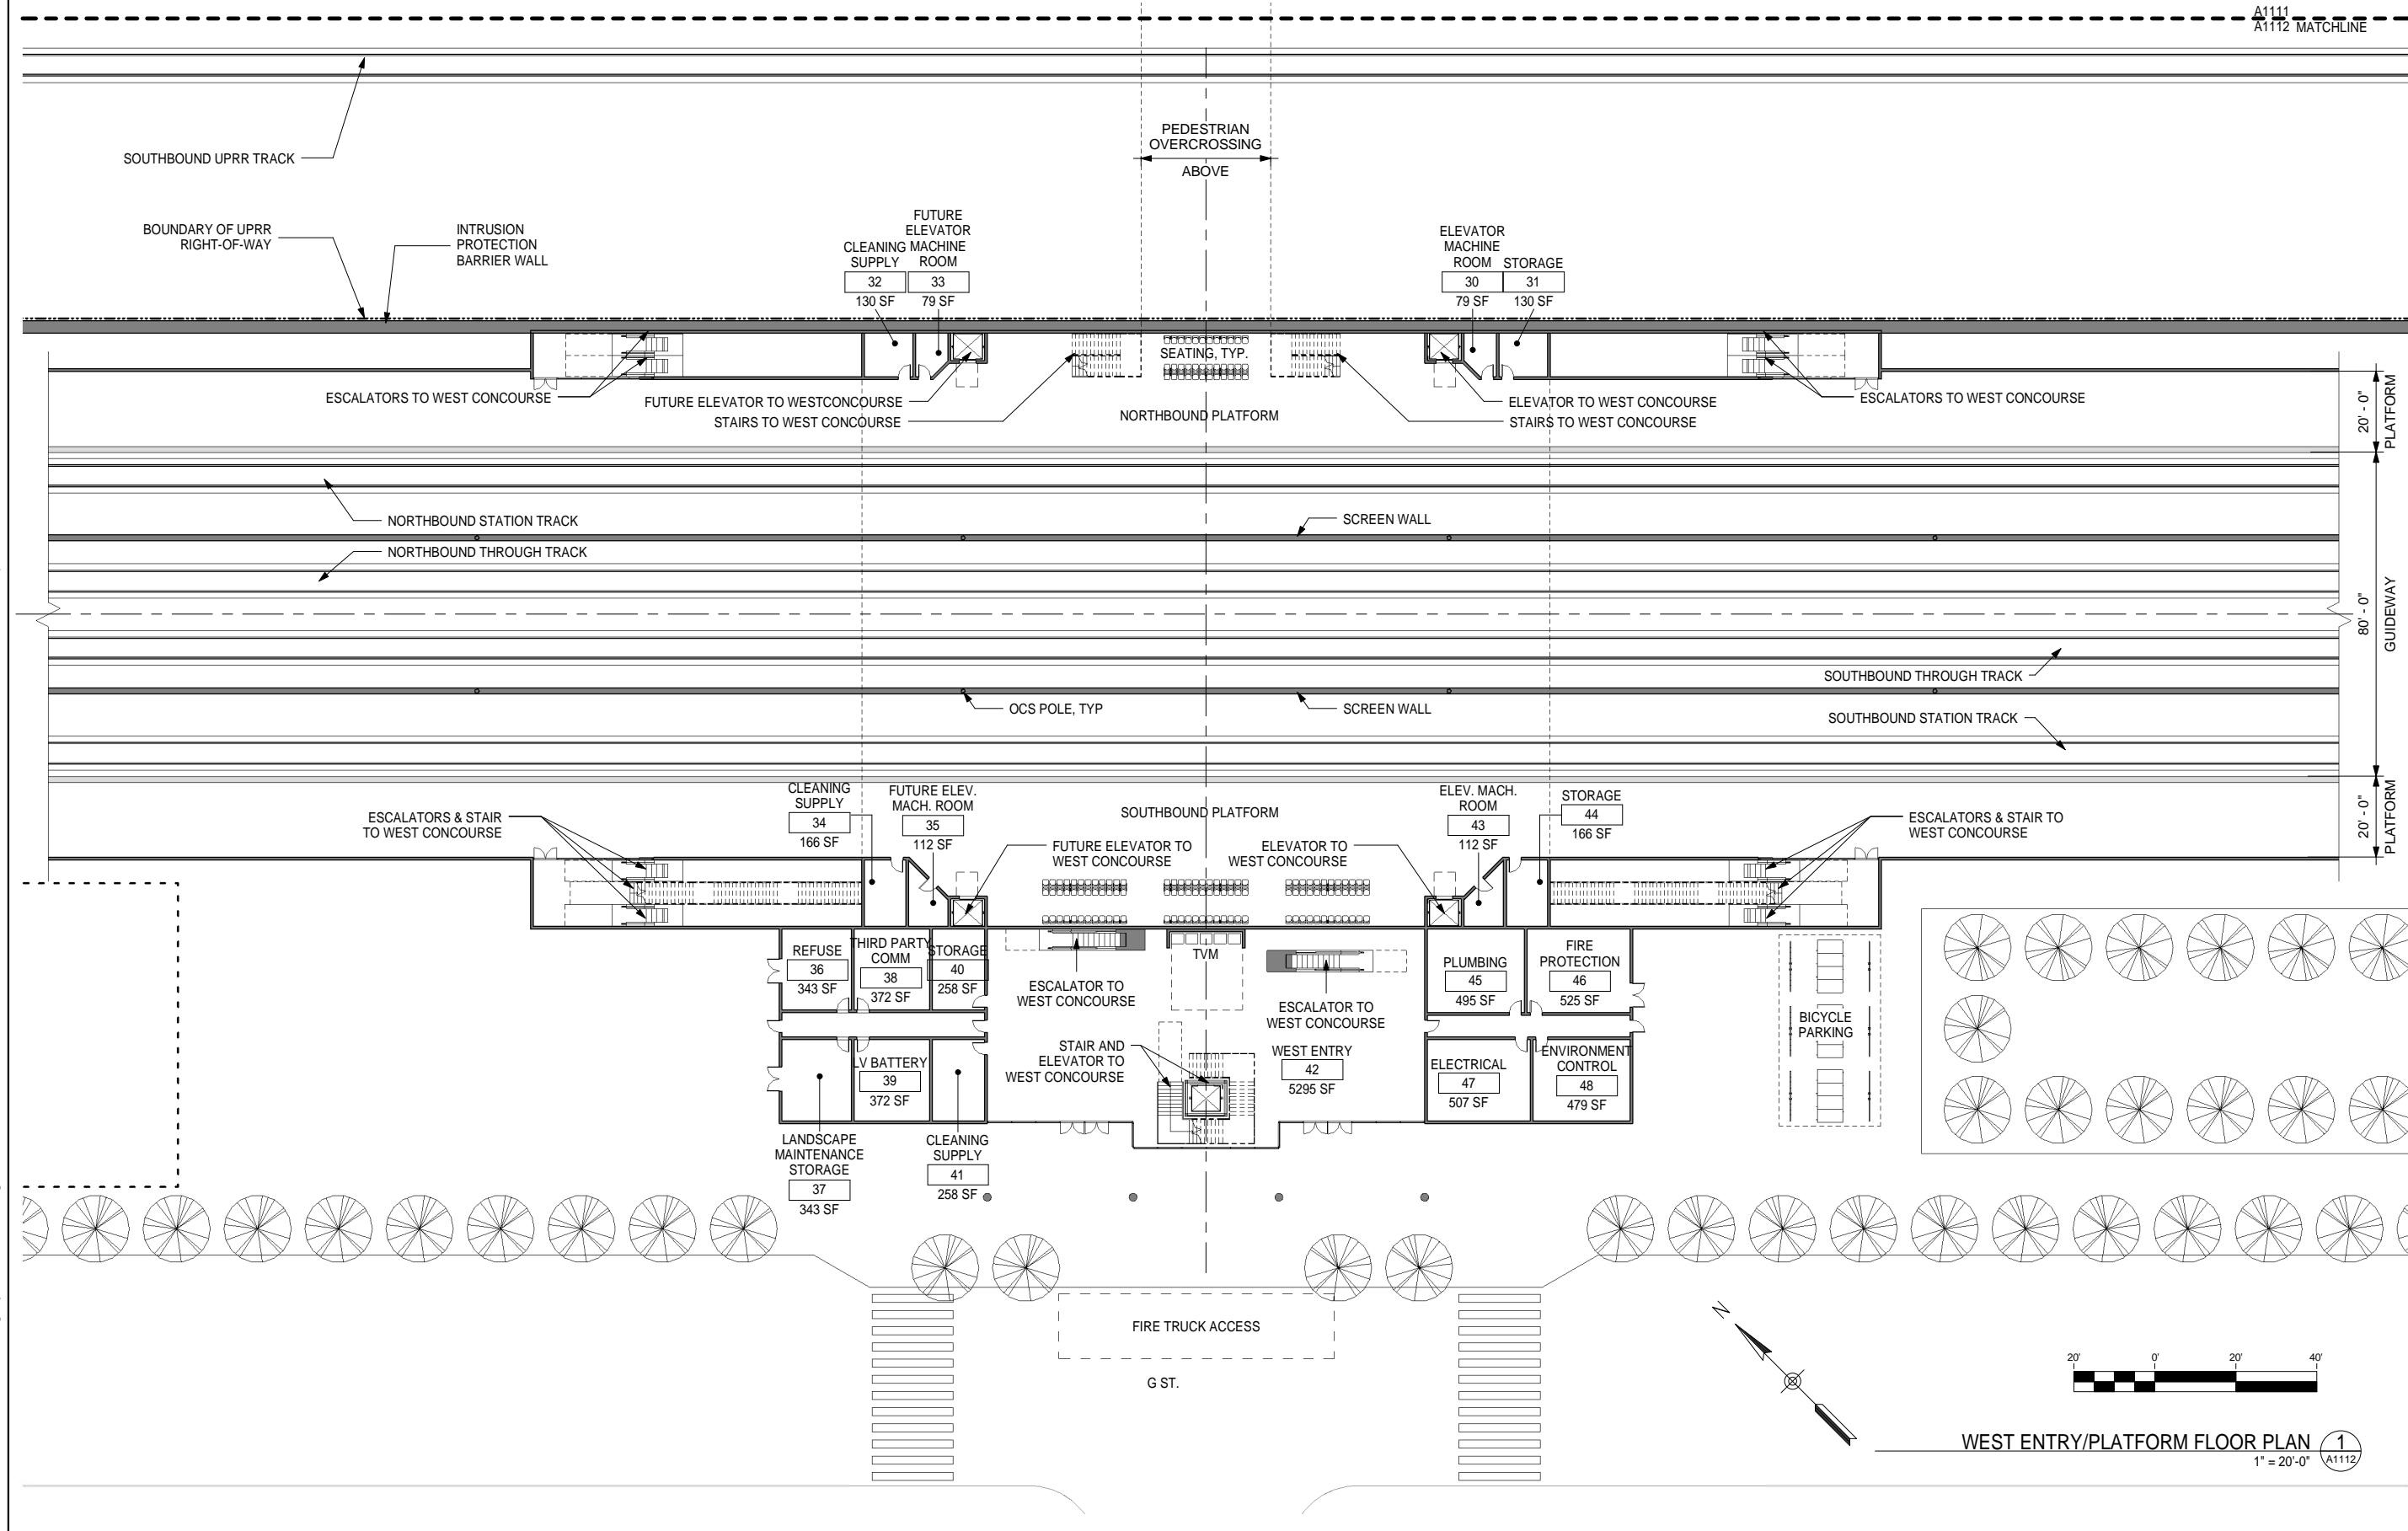 A1111
A1112 MATCHLINE
PEDESTRIAN
OVERCROSSING
ABOVE
SOUTHBOUND UPRR TRACK
BOUNDARY OF UPRR
RIGHT-OF-WAY
INTRUSION
PROTECTION
BARRIER WALL
CLEANING
SUPPLY
32
130 SF
FUTURE
ELEVATOR
MACHINE
ROOM
33
79 SF
ELEVATOR
MACHINE
ROOM
30
79 SF
STORAGE
31
130 SF
SEATING, TYP.
ESCALATORS TO WEST CONCOURSE
FUTURE ELEVATOR TO WESTCONCOURSE
STAIRS TO WEST CONCOURSE
NORTHBOUND PLATFORM
ELEVATOR TO WEST CONCOURSE
STAIRS TO WEST CONCOURSE
ESCALATORS TO WEST CONCOURSE
20' - 0"
PLATFORM
NORTHBOUND STATION TRACK
SCREEN WALL
NORTHBOUND THROUGH TRACK
80' - 0"
GUIDEWAY
SOUTHBOUND THROUGH TRACK
OCS POLE, TYP
SCREEN WALL
SOUTHBOUND STATION TRACK
20' - 0"
PLATFORM
ESCALATORS & STAIR
TO WEST CONCOURSE
CLEANING
SUPPLY
34
166 SF
FUTURE ELEV.
MACH. ROOM
35
112 SF
SOUTHBOUND PLATFORM
FUTURE ELEVATOR TO
WEST CONCOURSE
ELEVATOR TO
WEST CONCOURSE
ELEV. MACH.
ROOM
43
112 SF
STORAGE
44
166 SF
ESCALATORS & STAIR TO
WEST CONCOURSE
REFUSE
36
343 SF
THIRD PARTY
COMM
38
372 SF
STORAGE
40
258 SF
ESCALATOR TO
WEST CONCOURSE
TVM
ESCALATOR TO
WEST CONCOURSE
PLUMBING
45
495 SF
FIRE
PROTECTION
46
525 SF
BICYCLE
PARKING
LV BATTERY
39
372 SF
STAIR AND
ELEVATOR TO
WEST CONCOURSE
WEST ENTRY
42
5295 SF
ELECTRICAL
47
507 SF
ENVIRONMENT
CONTROL
48
479 SF
LANDSCAPE
MAINTENANCE
STORAGE
37
343 SF
CLEANING
SUPPLY
41
258 SF
FIRE TRUCK ACCESS
G ST.
N
20' 0' 20' 40'
WEST ENTRY/PLATFORM FLOOR PLAN
1" = 20'-0"
1
A1112